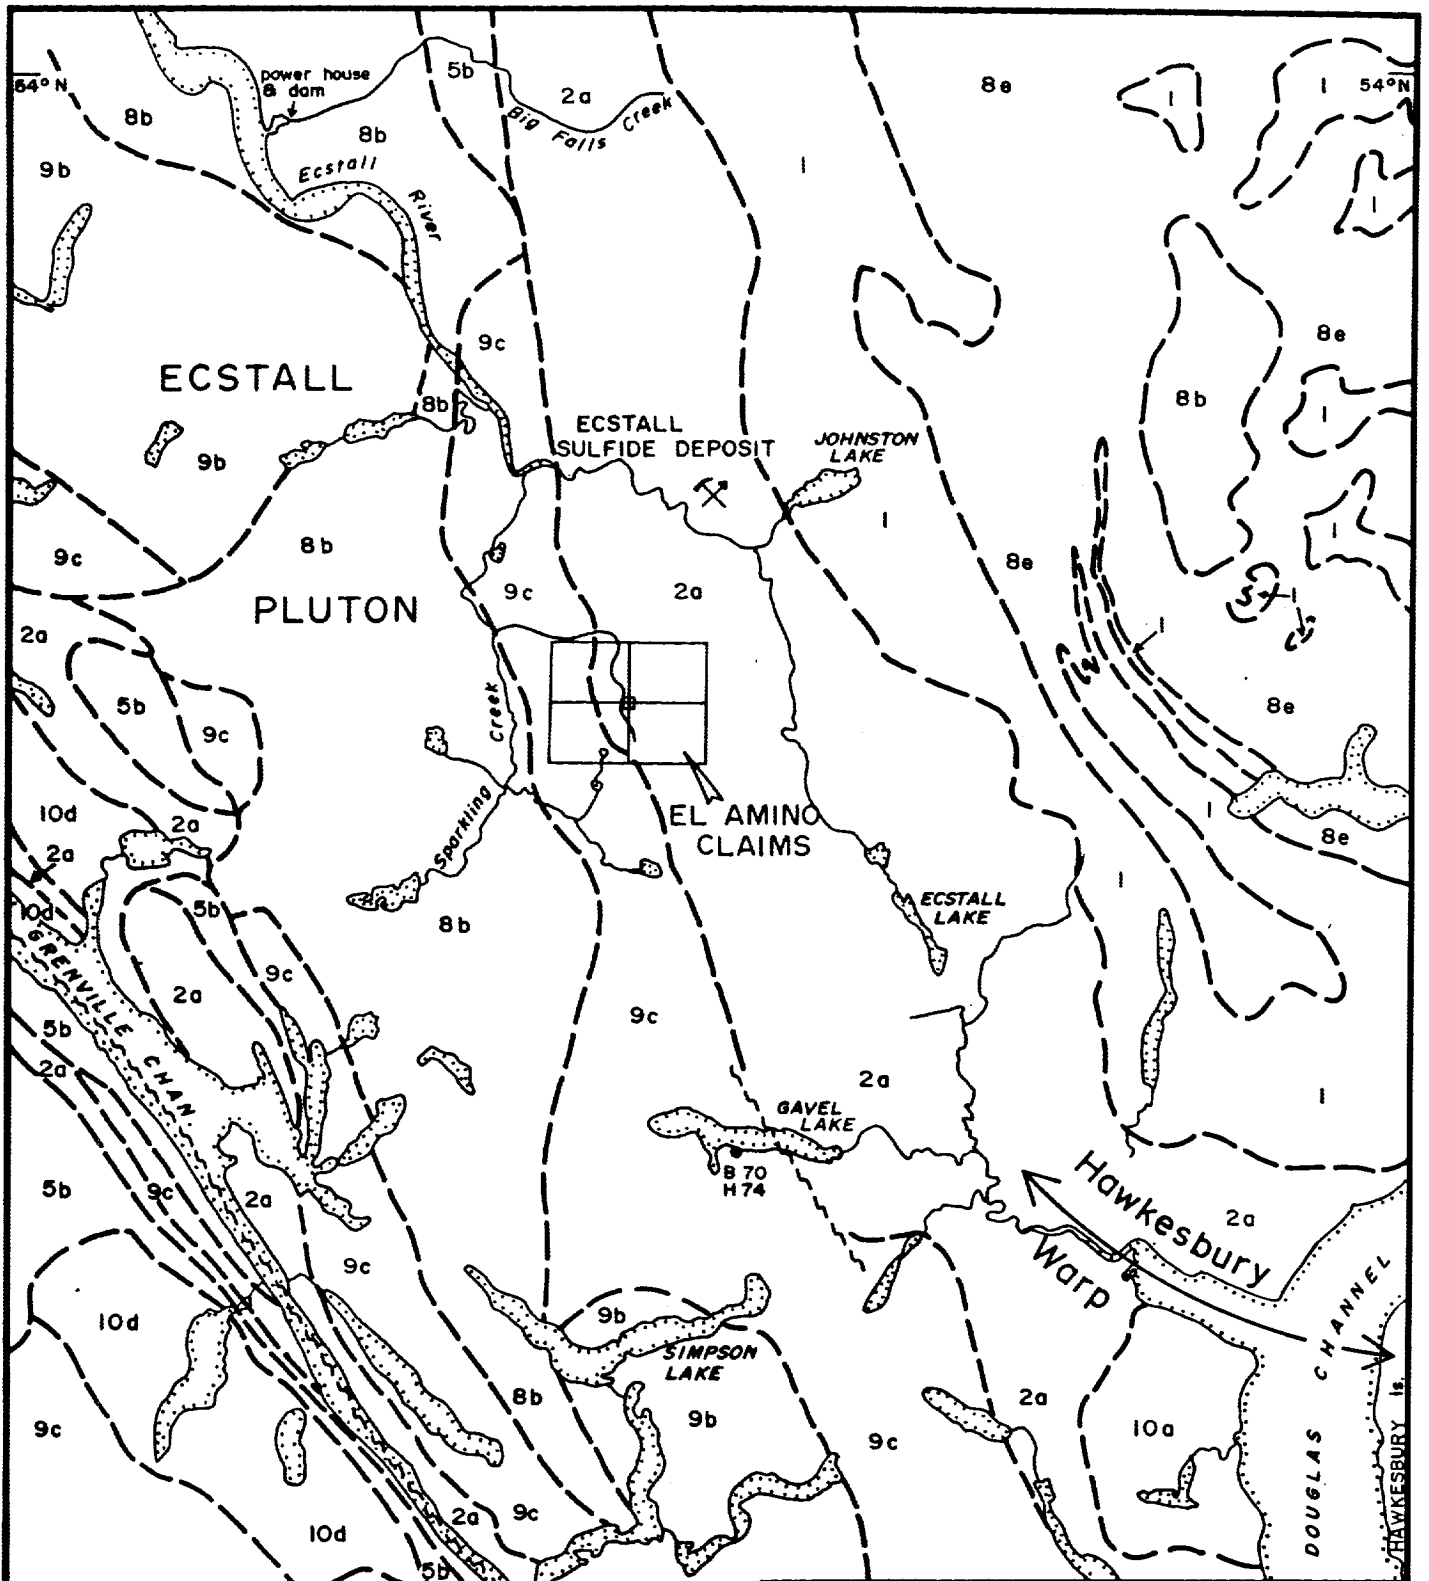 54° N
power house
& dam
5b
2a
8e
1
1
54° N
8b
8b
Big Falls Creek
9b
Ecstall River
1
1
9c
8e
ECSTALL
8b
8b
1
ECSTALL
SULFIDE DEPOSIT
JOHNSTON
LAKE
9b
1
1
8b
9c
8e
9c
2a
1
PLUTON
2a
1
5b
9c
8e
Creek
10d
2a
EL AMINO
CLAIMS
1
8e
2a
Sparkling
1
10d
5b
8b
ECSTALL
LAKE
GRENVILLE CHAN
9c
2a
9c
5b
2a
2a
1
GAVEL
LAKE
B 70
H 74
5b
9c
2a
Hawkesbury
Warp
2a
9c
10d
9b
SIMPSON
LAKE
8b
9b
2a
9c
9c
10a
DOUGLAS CHANNEL
HAWKESBURY Is.
2a
9c
10d
5b